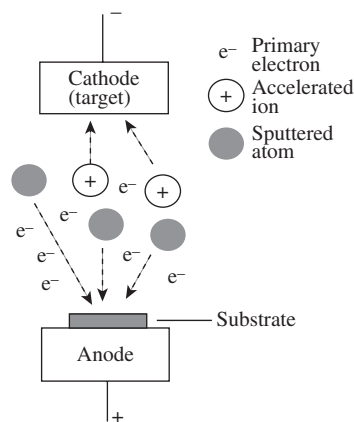 −
Cathode
(target)
e− Primary
electron
+ Accelerated
ion
Sputtered
atom
+
e−
+
e−
e−
e−
e−
e−
e−
Substrate
Anode
+